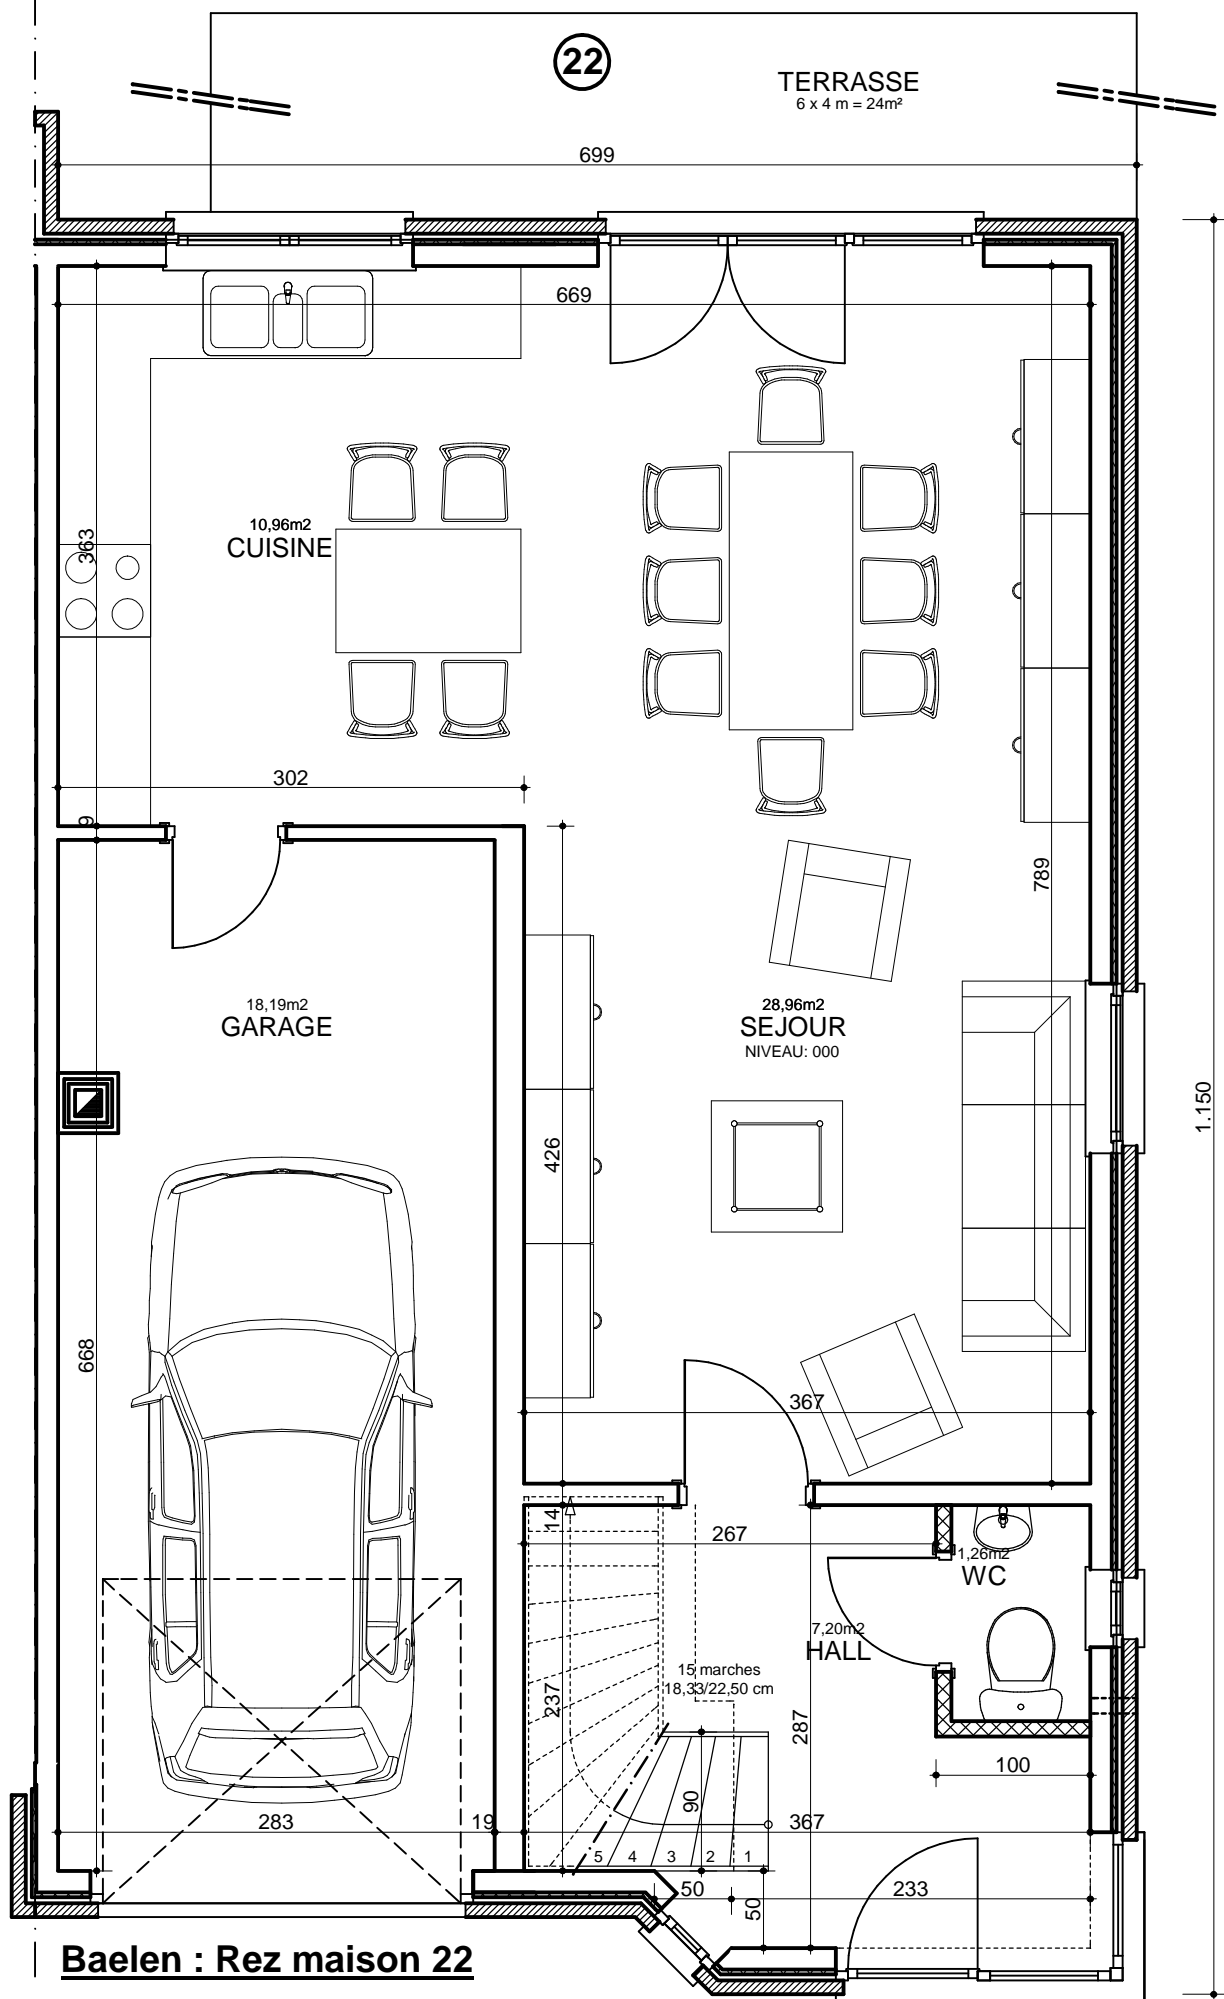 22
TERRASSE
6 x 4 m = 24m²
699
669
363
10,96m2
CUISINE
302
9
789
18,19m2
GARAGE
28,96m2
SEJOUR
NIVEAU: 000
1.150
426
668
367
14
267
1,26m2
WC
7,20m2
HALL
15 marches
18,33/22,50 cm
237
287
100
90
283
19
367
5 4 3 2 1
50
233
50
Baelen : Rez maison 22